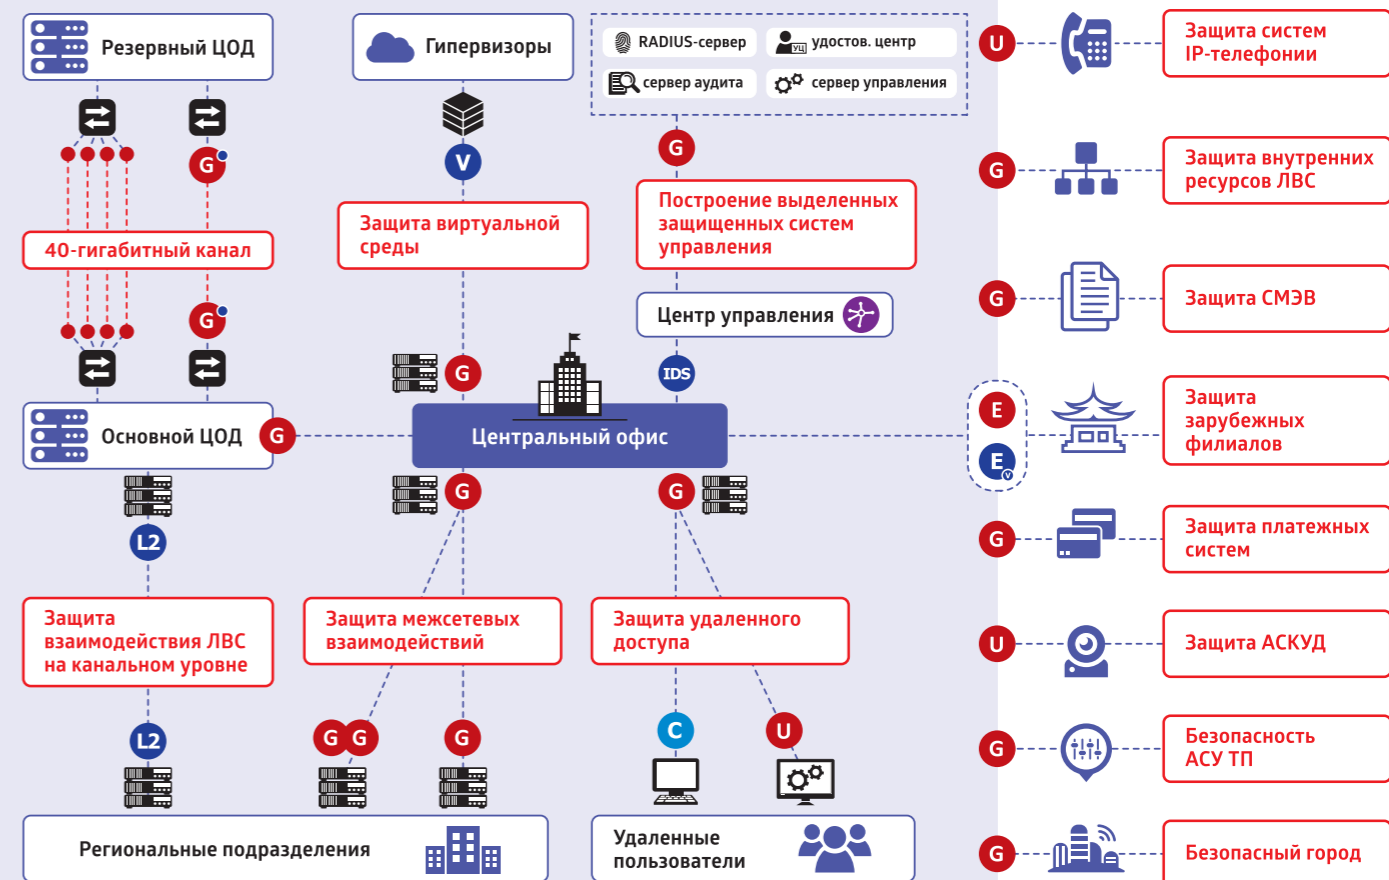 Резервный ЦОД
Гипервизоры
RADIUS-сервер
УЦ
удостов. центр
сервер аудита
сервер управления
U
Защита систем
IP-телефонии
V
G
G
G
Защита внутренних
ресурсов ЛВС
40-гигабитный канал
Защита виртуальной
среды
Построение выделенных
защищенных систем
управления
G
Центр управления
G
Защита СМЭВ
G
IDS
Основной ЦОД
G
Центральный офис
E
E
V
Защита
зарубежных
филиалов
G
G
L2
G
Защита платежных
систем
Защита
взаимодействия ЛВС
на канальном уровне
Защита межсетевых
взаимодействий
Защита удаленного
доступа
U
Защита АСКУД
L2
G
G
G
C
U
G
Безопасность
АСУ ТП
Региональные подразделения
Удаленные
пользователи
G
Безопасный город